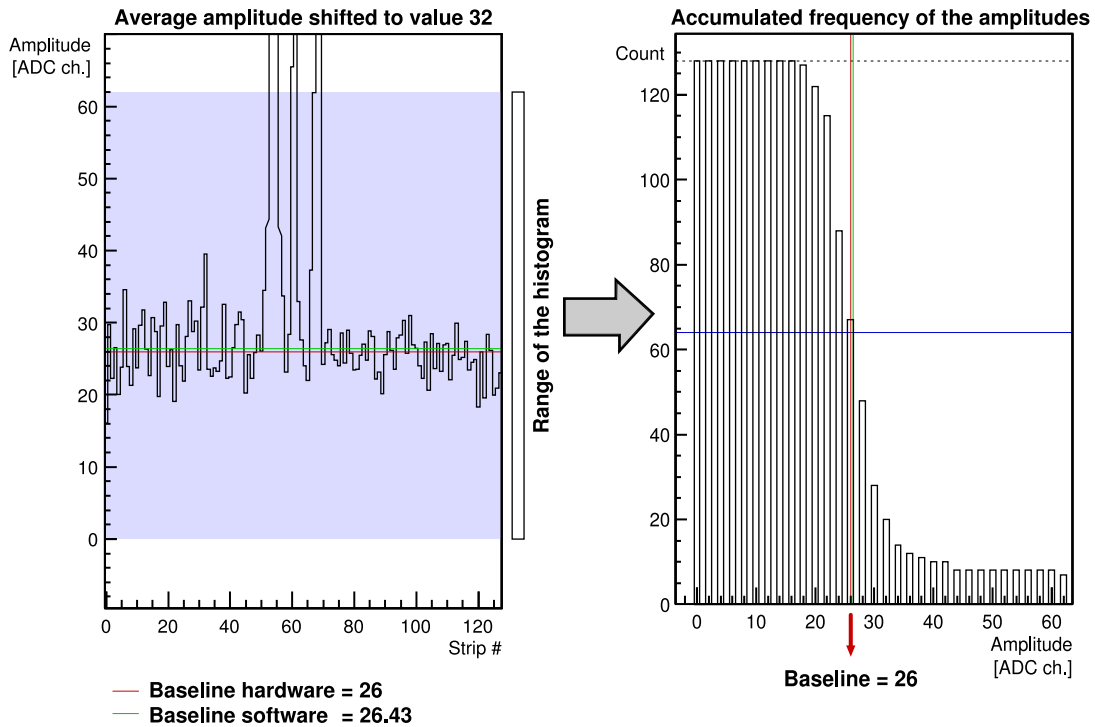 Average amplitude shifted to value 32
Amplitude
[ADC ch.]
60
50
40
30
20
10
0
0 20 40 60 80 100 120
Strip #
Range of the histogram
Baseline hardware = 26
Baseline software = 26.43
Accumulated frequency of the amplitudes
Count
120
100
80
60
40
20
0
0 10 20 30 40 50 60
Amplitude
[ADC ch.]
Baseline = 26